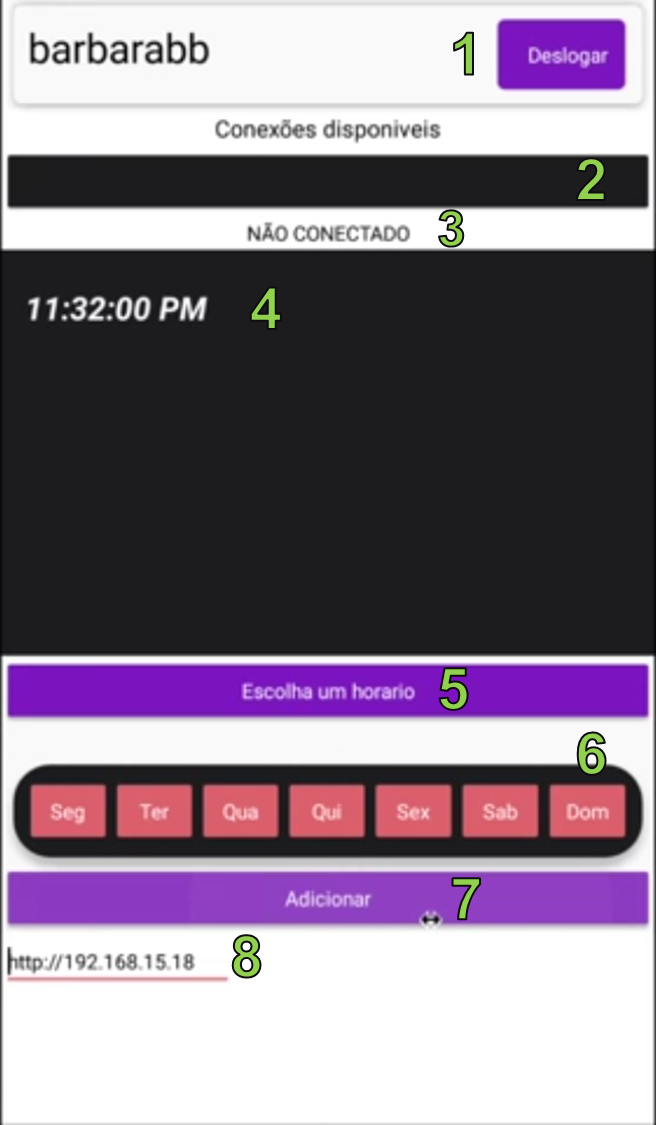 barbarabb 1 Deslogar
Conexões disponiveis
2
NÃO CONECTADO 3
11:32:00 PM 4
Escolha um horario 5
6
Seg Ter Qua Qui Sex Sab Dom
Adicionar 7
http://192.168.15.18 8